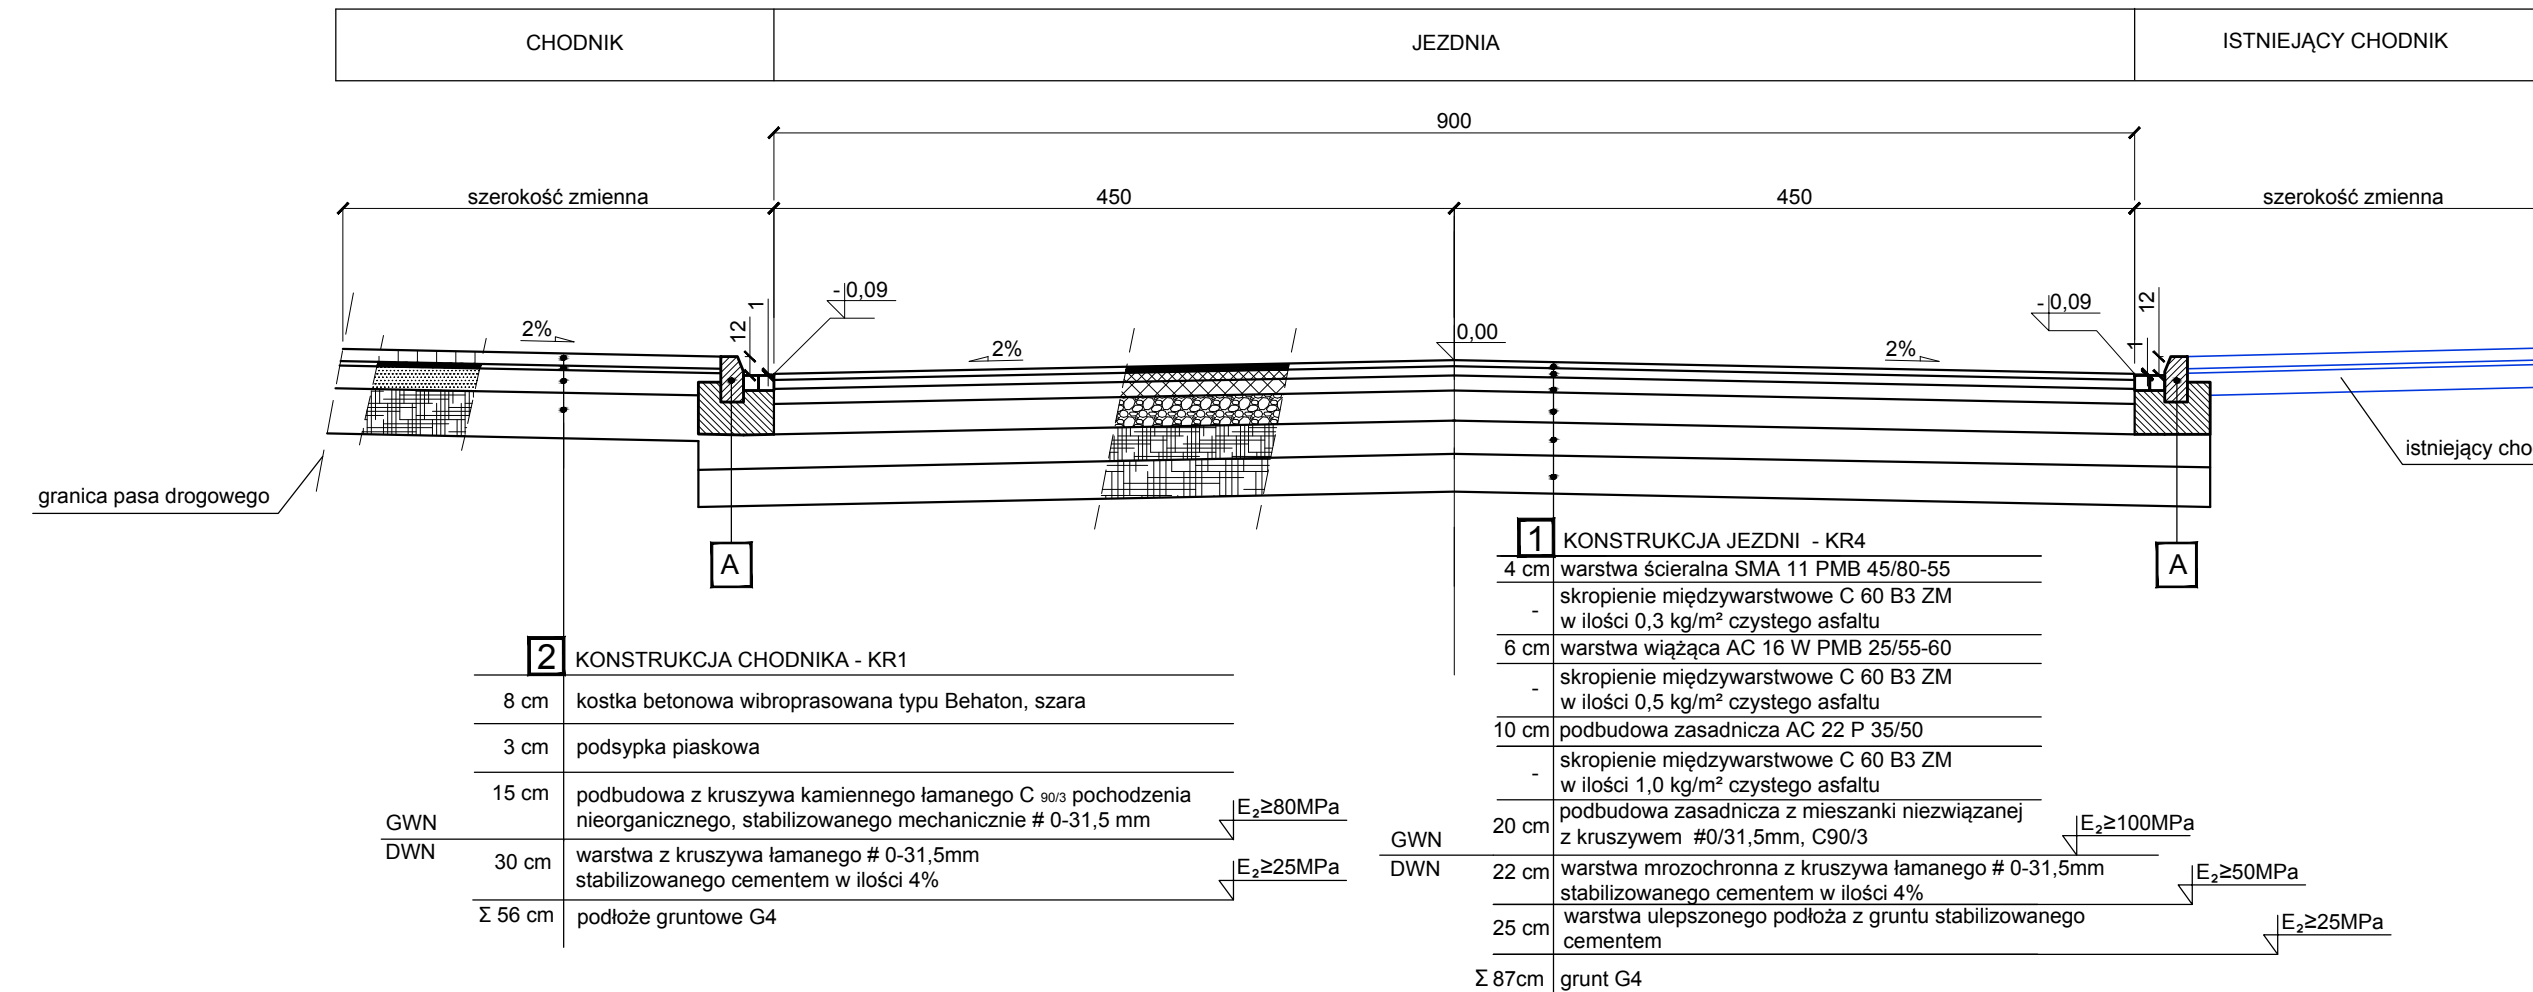 CHODNIK
JEZDNIA
ISTNIEJĄCY CHODNIK
900
szerokość zmienna
450
450
szerokość zmienna
- 0,09
- 0,09
1
12
12
1
2%
2%
0,00
2%
istniejący cho
granica pasa drogowego
A
A
1 KONSTRUKCJA JEZDNI - KR4
4 cm warstwa ścieralna SMA 11 PMB 45/80-55
- skropienie międzywarstwowe C 60 B3 ZM
w ilości 0,3 kg/m² czystego asfaltu
6 cm warstwa wiążąca AC 16 W PMB 25/55-60
- skropienie międzywarstwowe C 60 B3 ZM
w ilości 0,5 kg/m² czystego asfaltu
10 cm podbudowa zasadnicza AC 22 P 35/50
- skropienie międzywarstwowe C 60 B3 ZM
w ilości 1,0 kg/m² czystego asfaltu
20 cm podbudowa zasadnicza z mieszanki niezwiązanej
z kruszywem #0/31,5mm, C90/3
E₂≥100MPa
GWN
DWN
22 cm warstwa mrozochronna z kruszywa łamanego # 0-31,5mm
stabilizowanego cementem w ilości 4%
E₂≥50MPa
25 cm warstwa ulepszonego podłoża z gruntu stabilizowanego
cementem
E₂≥25MPa
Σ 87cm grunt G4
2 KONSTRUKCJA CHODNIKA - KR1
8 cm kostka betonowa wibroprasowana typu Behaton, szara
3 cm podsypka piaskowa
15 cm podbudowa z kruszywa kamiennego łamanego C 90/3 pochodzenia
nieorganicznego, stabilizowanego mechanicznie # 0-31,5 mm
E₂≥80MPa
GWN
DWN
30 cm warstwa z kruszywa łamanego # 0-31,5mm
stabilizowanego cementem w ilości 4%
E₂≥25MPa
Σ 56 cm podłoże gruntowe G4